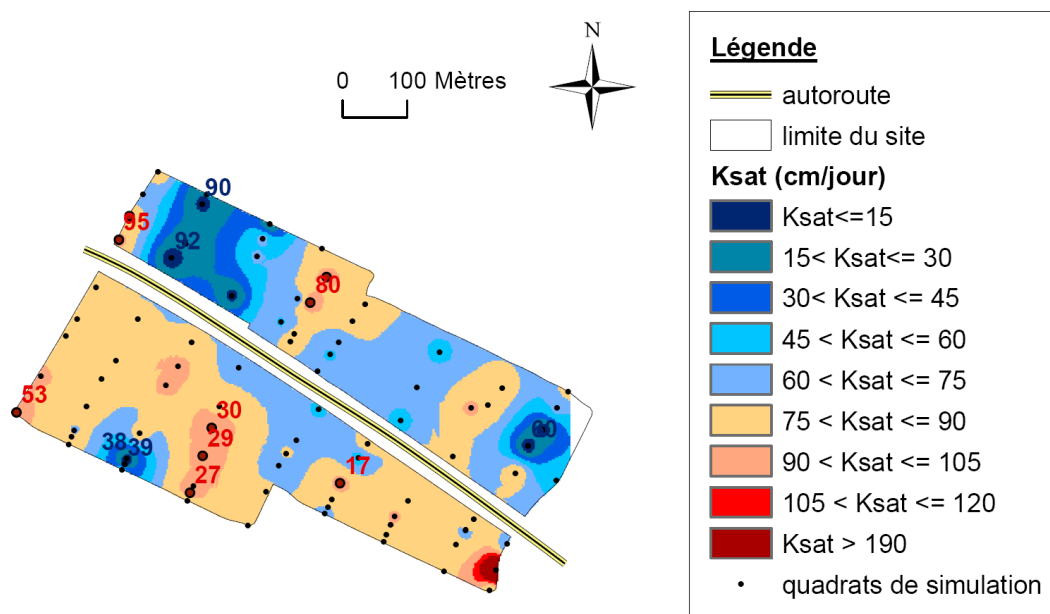 N
0 100 Mètres
90
95
92
80
53
30
29
38 39
27
17
60
Légende
autoroute
limite du site
Ksat (cm/jour)
Ksat<=15
15< Ksat<= 30
30< Ksat <= 45
45 < Ksat <= 60
60 < Ksat <= 75
75 < Ksat <= 90
90 < Ksat <= 105
105 < Ksat <= 120
Ksat > 190
quadrats de simulation